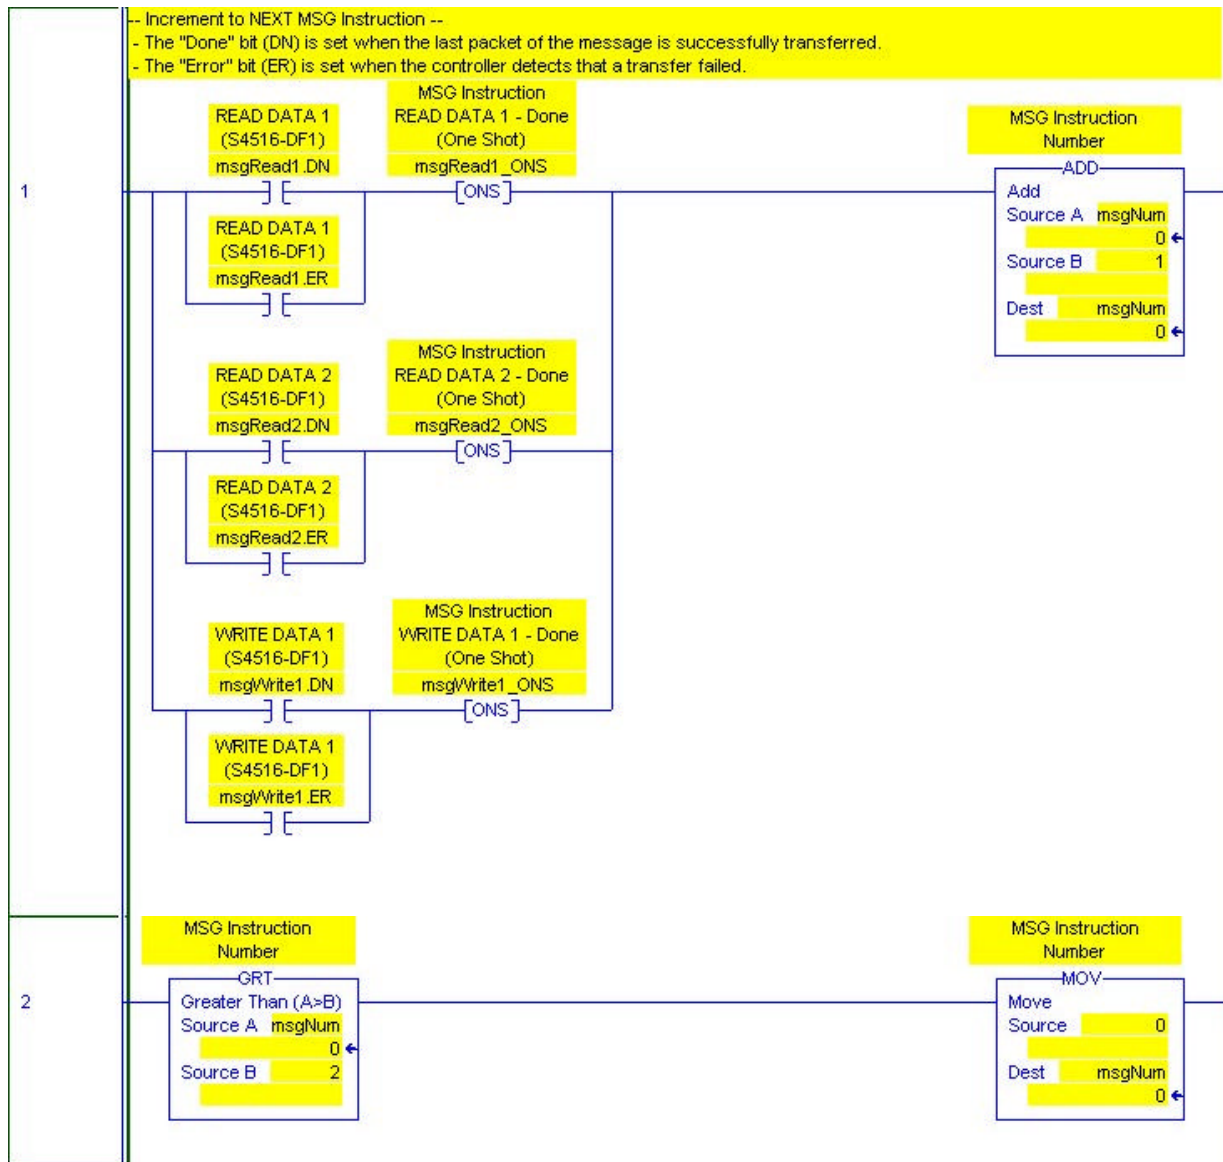 -- Increment to NEXT MSG Instruction --
- The "Done" bit (DN) is set when the last packet of the message is successfully transferred.
- The "Error" bit (ER) is set when the controller detects that a transfer failed.
1
READ DATA 1
(S4516-DF1)
msgRead1.DN
MSG Instruction
READ DATA 1 - Done
(One Shot)
msgRead1_ONS
ONS
READ DATA 1
(S4516-DF1)
msgRead1.ER
MSG Instruction
Number
ADD
Add
Source A msgNum
0
Source B 1
Dest msgNum
0
READ DATA 2
(S4516-DF1)
msgRead2.DN
MSG Instruction
READ DATA 2 - Done
(One Shot)
msgRead2_ONS
ONS
READ DATA 2
(S4516-DF1)
msgRead2.ER
WRITE DATA 1
(S4516-DF1)
msgWrite1.DN
MSG Instruction
WRITE DATA 1 - Done
(One Shot)
msgWrite1_ONS
ONS
WRITE DATA 1
(S4516-DF1)
msgWrite1.ER
2
MSG Instruction
Number
GRT
Greater Than (A>B)
Source A msgNum
0
Source B 2
MSG Instruction
Number
MOV
Move
Source 0
Dest msgNum
0